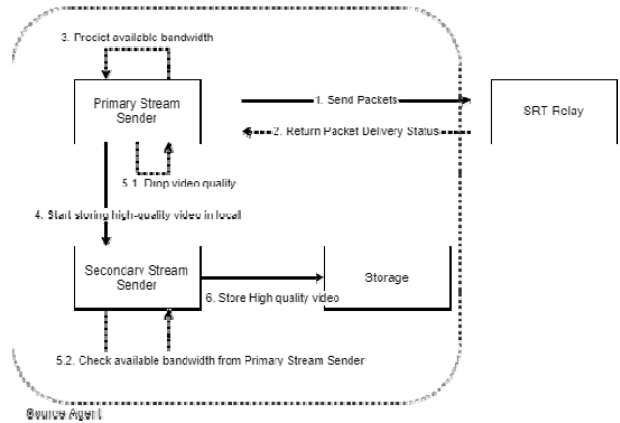 3. Predict available bandwidth
Primary Stream
Sender
1. Send Packets
SRT Relay
2. Return Packet Delivery Status
5.1. Drop video quality
4. Start storing high-quality video in local
Secondary Stream
Sender
Storage
6. Store High quality video
5.2. Check available bandwidth from Primary Stream Sender
Source Agent